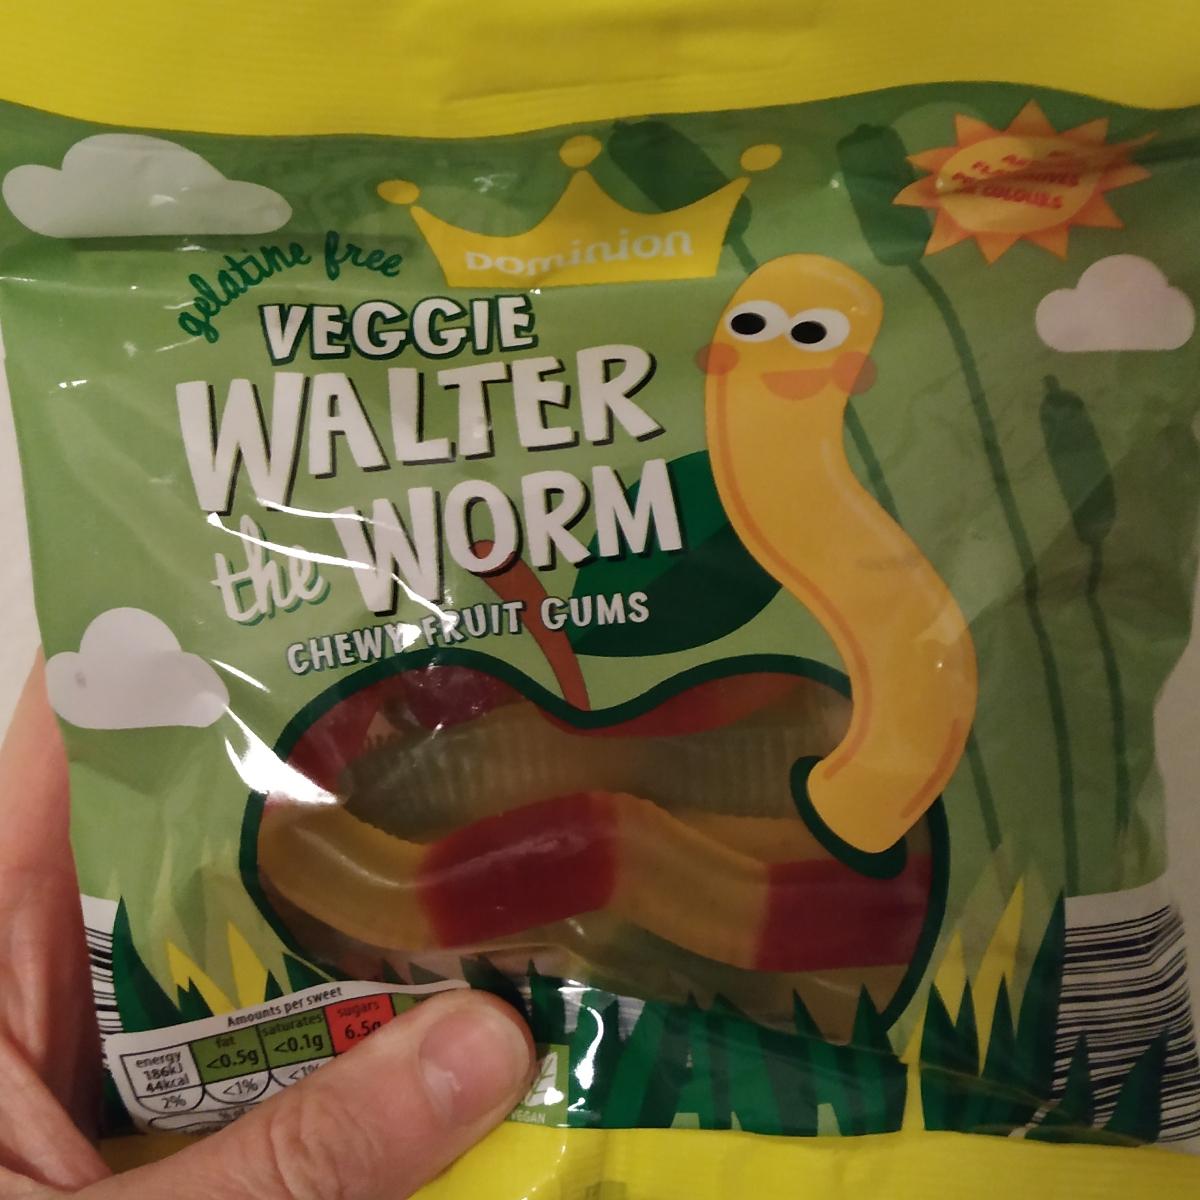 Dominion
gelatine free
VEGGIE
WALTER
the WORM
CHEWY FRUIT GUMS
Amounts per sweet
energy
186kJ
44kcal
2%
fat
<0.5g
<1%
saturates
<0.1g
sugars
6.5g
VEGAN